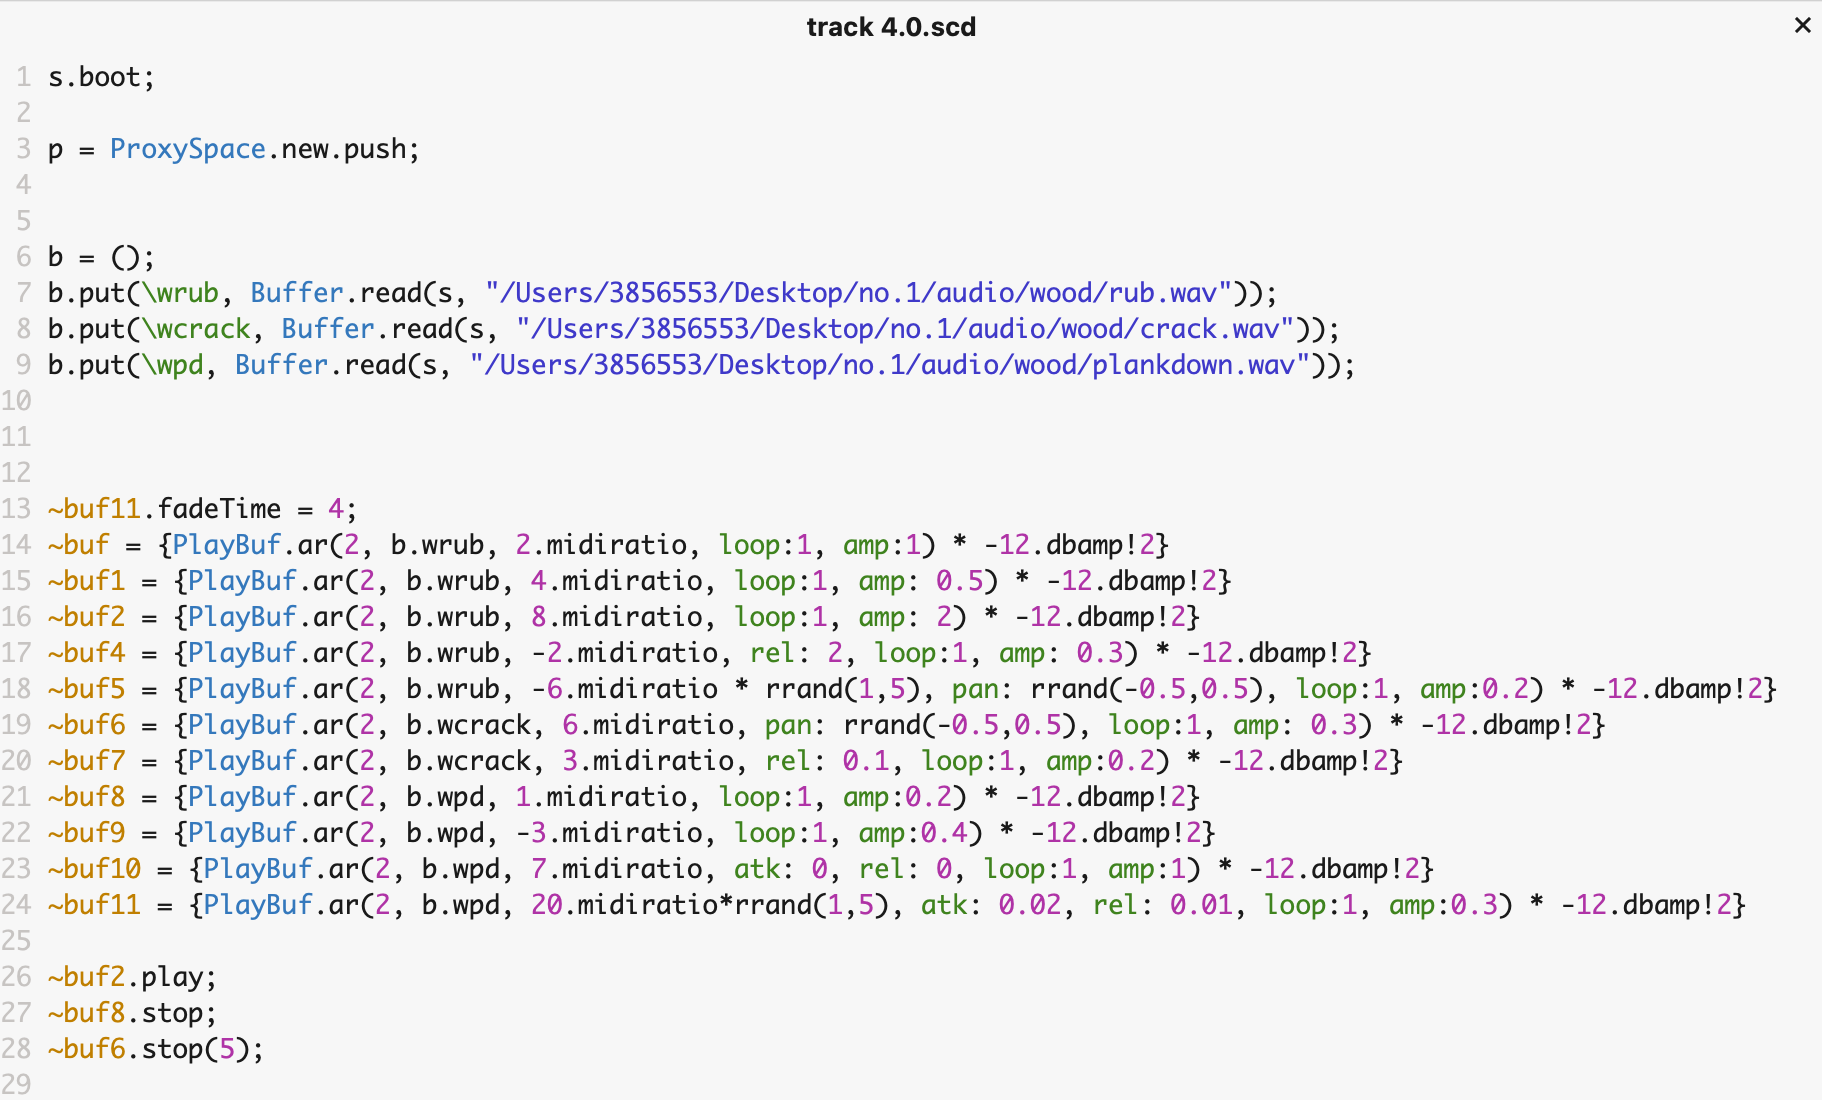 track 4.0.scd
×
1 s.boot;
2
3 p = ProxySpace.new.push;
4
5
6 b = ();
7 b.put(\wrub, Buffer.read(s, "/Users/3856553/Desktop/no.1/audio/wood/rub.wav"));
8 b.put(\wcrack, Buffer.read(s, "/Users/3856553/Desktop/no.1/audio/wood/crack.wav"));
9 b.put(\wpd, Buffer.read(s, "/Users/3856553/Desktop/no.1/audio/wood/plankdown.wav"));
10
11
12
13 ~buf11.fadeTime = 4;
14 ~buf = {PlayBuf.ar(2, b.wrub, 2.midiratio, loop:1, amp:1) * -12.dbamp!2}
15 ~buf1 = {PlayBuf.ar(2, b.wrub, 4.midiratio, loop:1, amp: 0.5) * -12.dbamp!2}
16 ~buf2 = {PlayBuf.ar(2, b.wrub, 8.midiratio, loop:1, amp: 2) * -12.dbamp!2}
17 ~buf4 = {PlayBuf.ar(2, b.wrub, -2.midiratio, rel: 2, loop:1, amp: 0.3) * -12.dbamp!2}
18 ~buf5 = {PlayBuf.ar(2, b.wrub, -6.midiratio * rrand(1,5), pan: rrand(-0.5,0.5), loop:1, amp:0.2) * -12.dbamp!2}
19 ~buf6 = {PlayBuf.ar(2, b.wcrack, 6.midiratio, pan: rrand(-0.5,0.5), loop:1, amp: 0.3) * -12.dbamp!2}
20 ~buf7 = {PlayBuf.ar(2, b.wcrack, 3.midiratio, rel: 0.1, loop:1, amp:0.2) * -12.dbamp!2}
21 ~buf8 = {PlayBuf.ar(2, b.wpd, 1.midiratio, loop:1, amp:0.2) * -12.dbamp!2}
22 ~buf9 = {PlayBuf.ar(2, b.wpd, -3.midiratio, loop:1, amp:0.4) * -12.dbamp!2}
23 ~buf10 = {PlayBuf.ar(2, b.wpd, 7.midiratio, atk: 0, rel: 0, loop:1, amp:1) * -12.dbamp!2}
24 ~buf11 = {PlayBuf.ar(2, b.wpd, 20.midiratio*rrand(1,5), atk: 0.02, rel: 0.01, loop:1, amp:0.3) * -12.dbamp!2}
25
26 ~buf2.play;
27 ~buf8.stop;
28 ~buf6.stop(5);
29